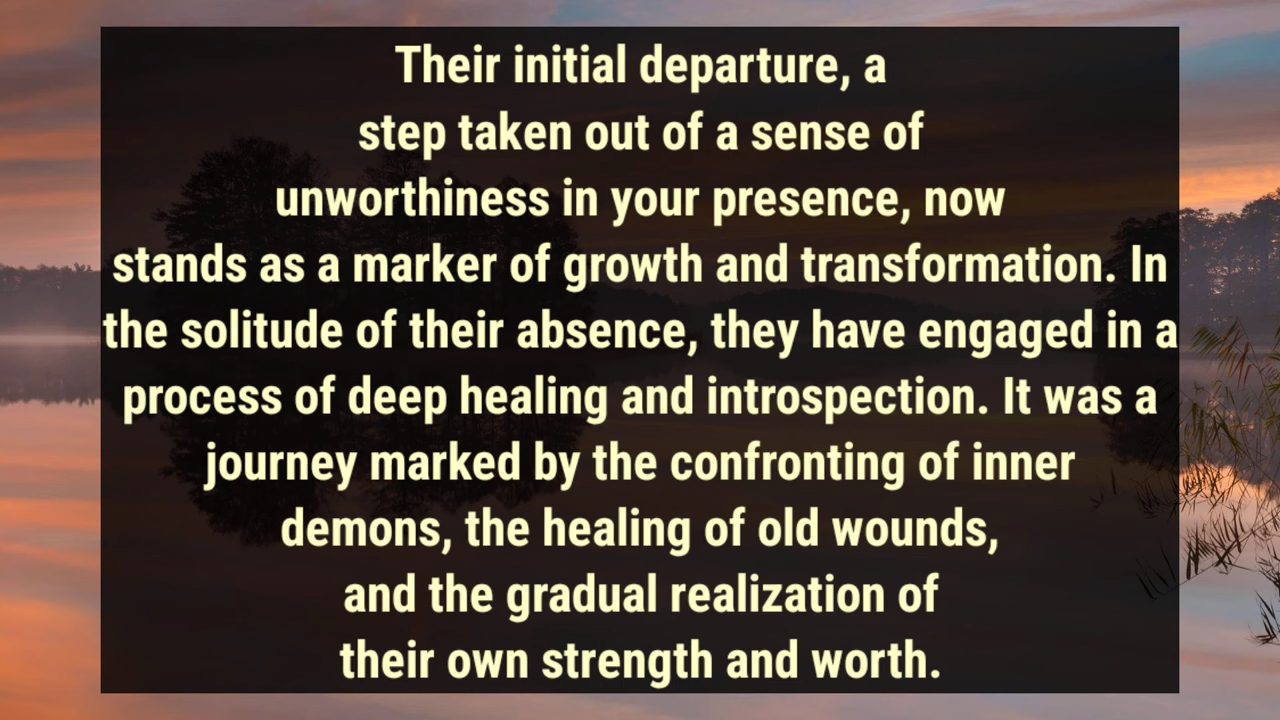 Their initial departure, a
step taken out of a sense of
unworthiness in your presence, now
stands as a marker of growth and transformation. In
the solitude of their absence, they have engaged in a
process of deep healing and introspection. It was a
journey marked by the confronting of inner
demons, the healing of old wounds,
and the gradual realization of
their own strength and worth.